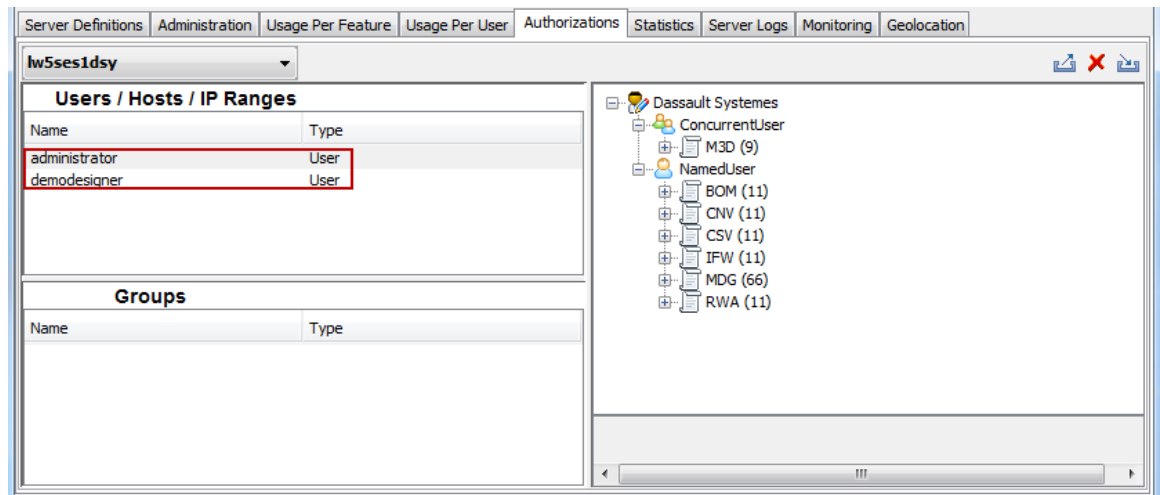 Server Definitions Administration Usage Per Feature Usage Per User Authorizations Statistics Server Logs Monitoring Geolocation
lw5ses1dsy
Users / Hosts / IP Ranges
Name Type
administrator User
demodesigner User
Groups
Name Type
Dassault Systemes
ConcurrentUser
M3D (9)
NamedUser
BOM (11)
CNV (11)
CSV (11)
IFW (11)
MDG (66)
RWA (11)